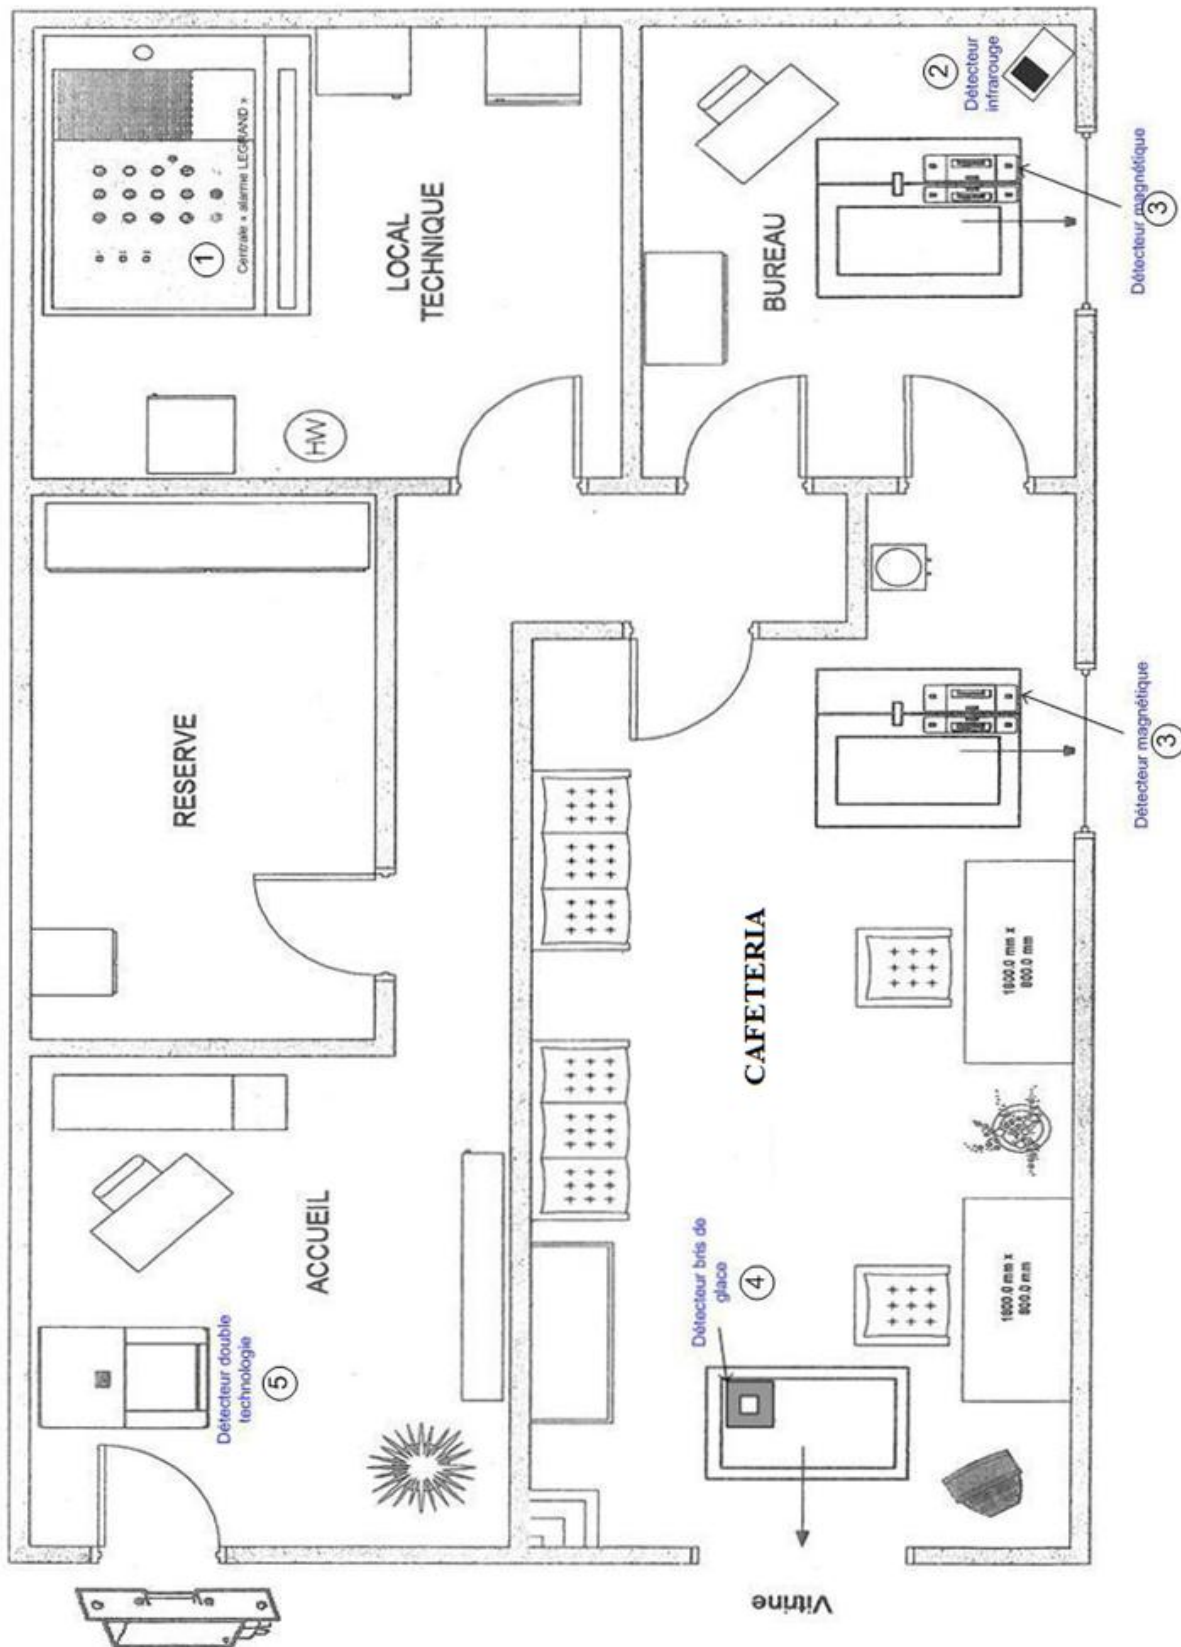 Centrale « alarme LEGRAND »
1
LOCAL
TECHNIQUE
HW
2
Détecteur
infrarouge
BUREAU
Détecteur magnétique
3
RESERVE
Détecteur magnétique
3
CAFETERIA
1800.0 mm x
800.0 mm
1800.0 mm x
800.0 mm
ACCUEIL
Détecteur double
technologie
5
Détecteur bris de
glace
4
Vitrine